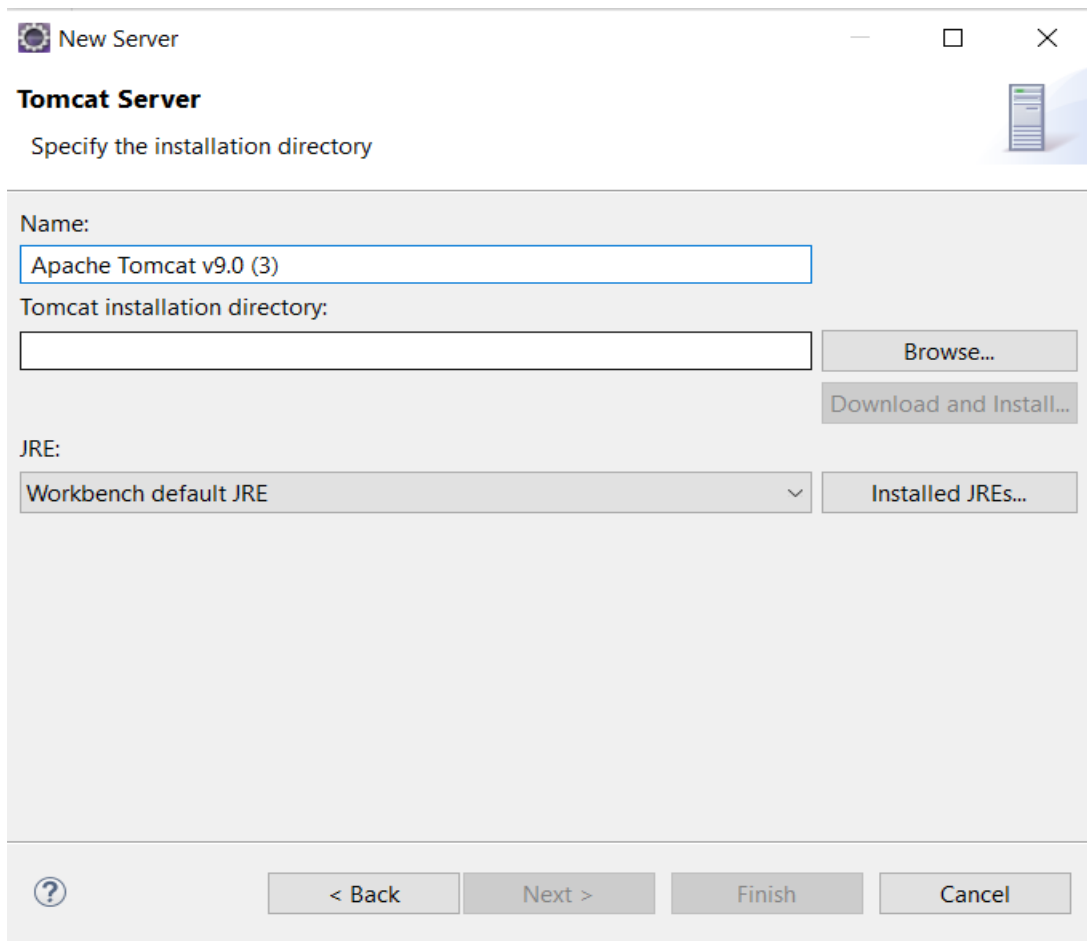 New Server
Tomcat Server
Specify the installation directory
Name:
Apache Tomcat v9.0 (3)
Tomcat installation directory:
Browse...
Download and Install...
JRE:
Workbench default JRE
Installed JREs...
?
< Back
Next >
Finish
Cancel